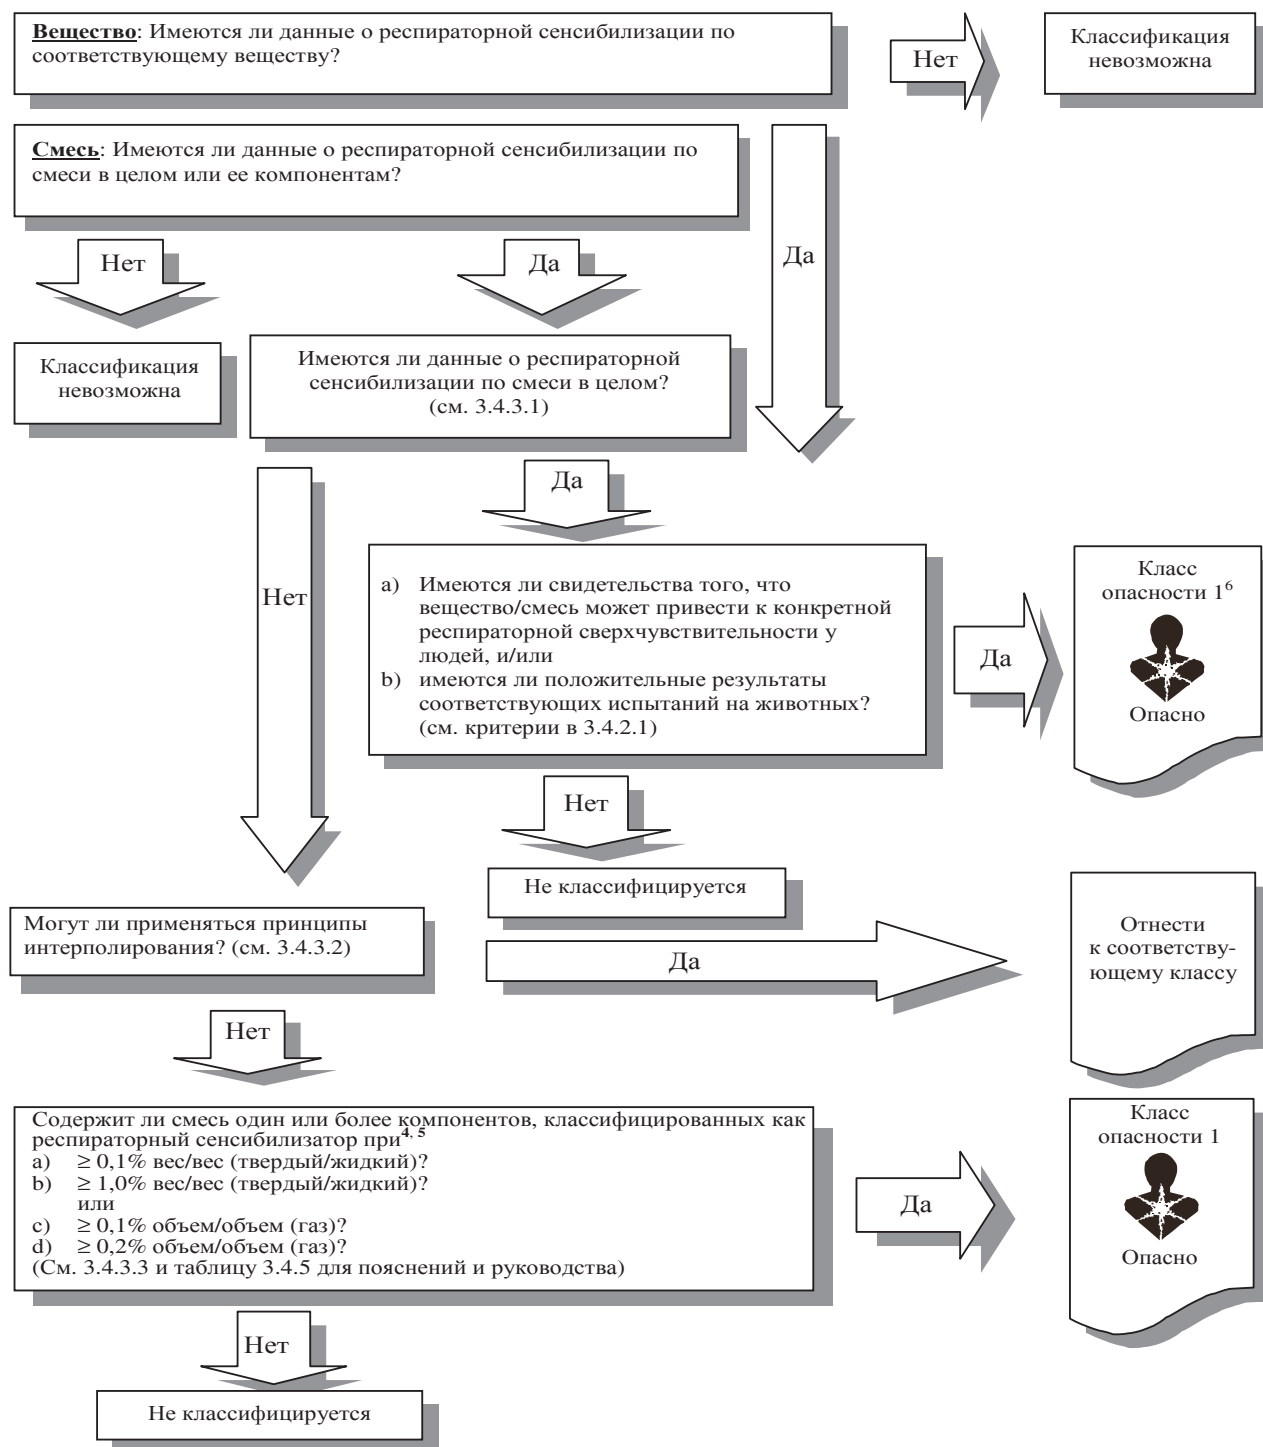 Вещество: Имеются ли данные о респираторной сенсибилизации по
соответствующему веществу?
Нет
Классификация
невозможна
Смесь: Имеются ли данные о респираторной сенсибилизации по
смеси в целом или ее компонентам?
Да
Нет
Да
Классификация
невозможна
Имеются ли данные о респираторной
сенсибилизации по смеси в целом?
(см. 3.4.3.1)
Да
Нет
a) Имеются ли свидетельства того, что
вещество/смесь может привести к конкретной
респираторной сверхчувствительности у
людей, и/или
b) имеются ли положительные результаты
соответствующих испытаний на животных?
(см. критерии в 3.4.2.1)
Да
Класс
опасности 1⁶
Опасно
Нет
Не классифицируется
Могут ли применяться принципы
интерполирования? (см. 3.4.3.2)
Да
Отнести
к соответству-
ющему классу
Нет
Содержит ли смесь один или более компонентов, классифицированных как
респираторный сенсибилизатор при⁴, ⁵
a) ≥ 0,1% вес/вес (твердый/жидкий)?
b) ≥ 1,0% вес/вес (твердый/жидкий)?
или
c) ≥ 0,1% объем/объем (газ)?
d) ≥ 0,2% объем/объем (газ)?
(См. 3.4.3.3 и таблицу 3.4.5 для пояснений и руководства)
Да
Класс
опасности 1
Опасно
Нет
Не классифицируется